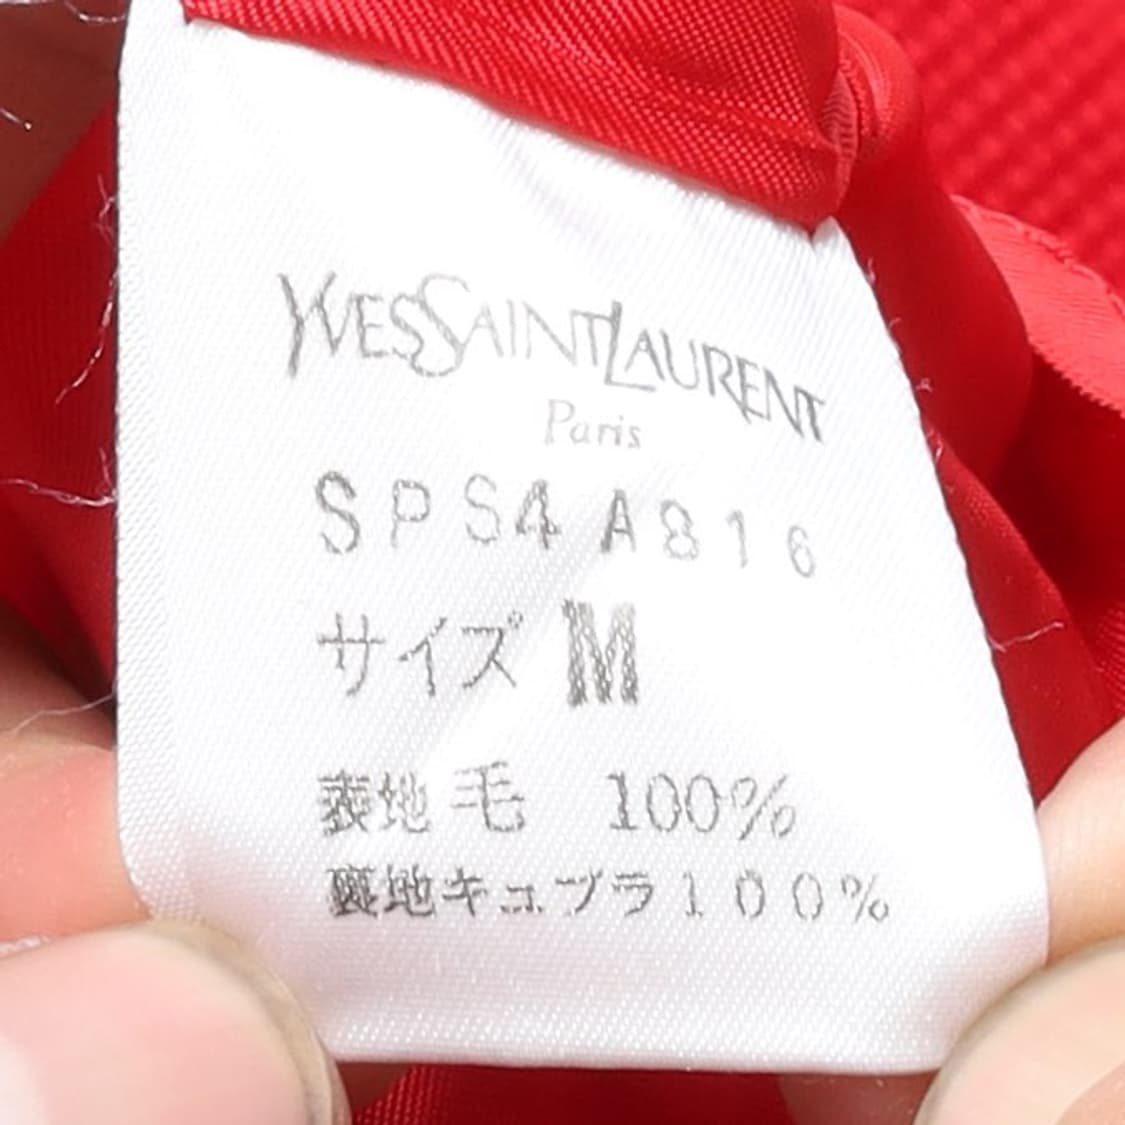 YVESSAINTLAURENT
Paris
SPS4A816
サイズ M
表地 毛 100%
裏地キュプラ100%